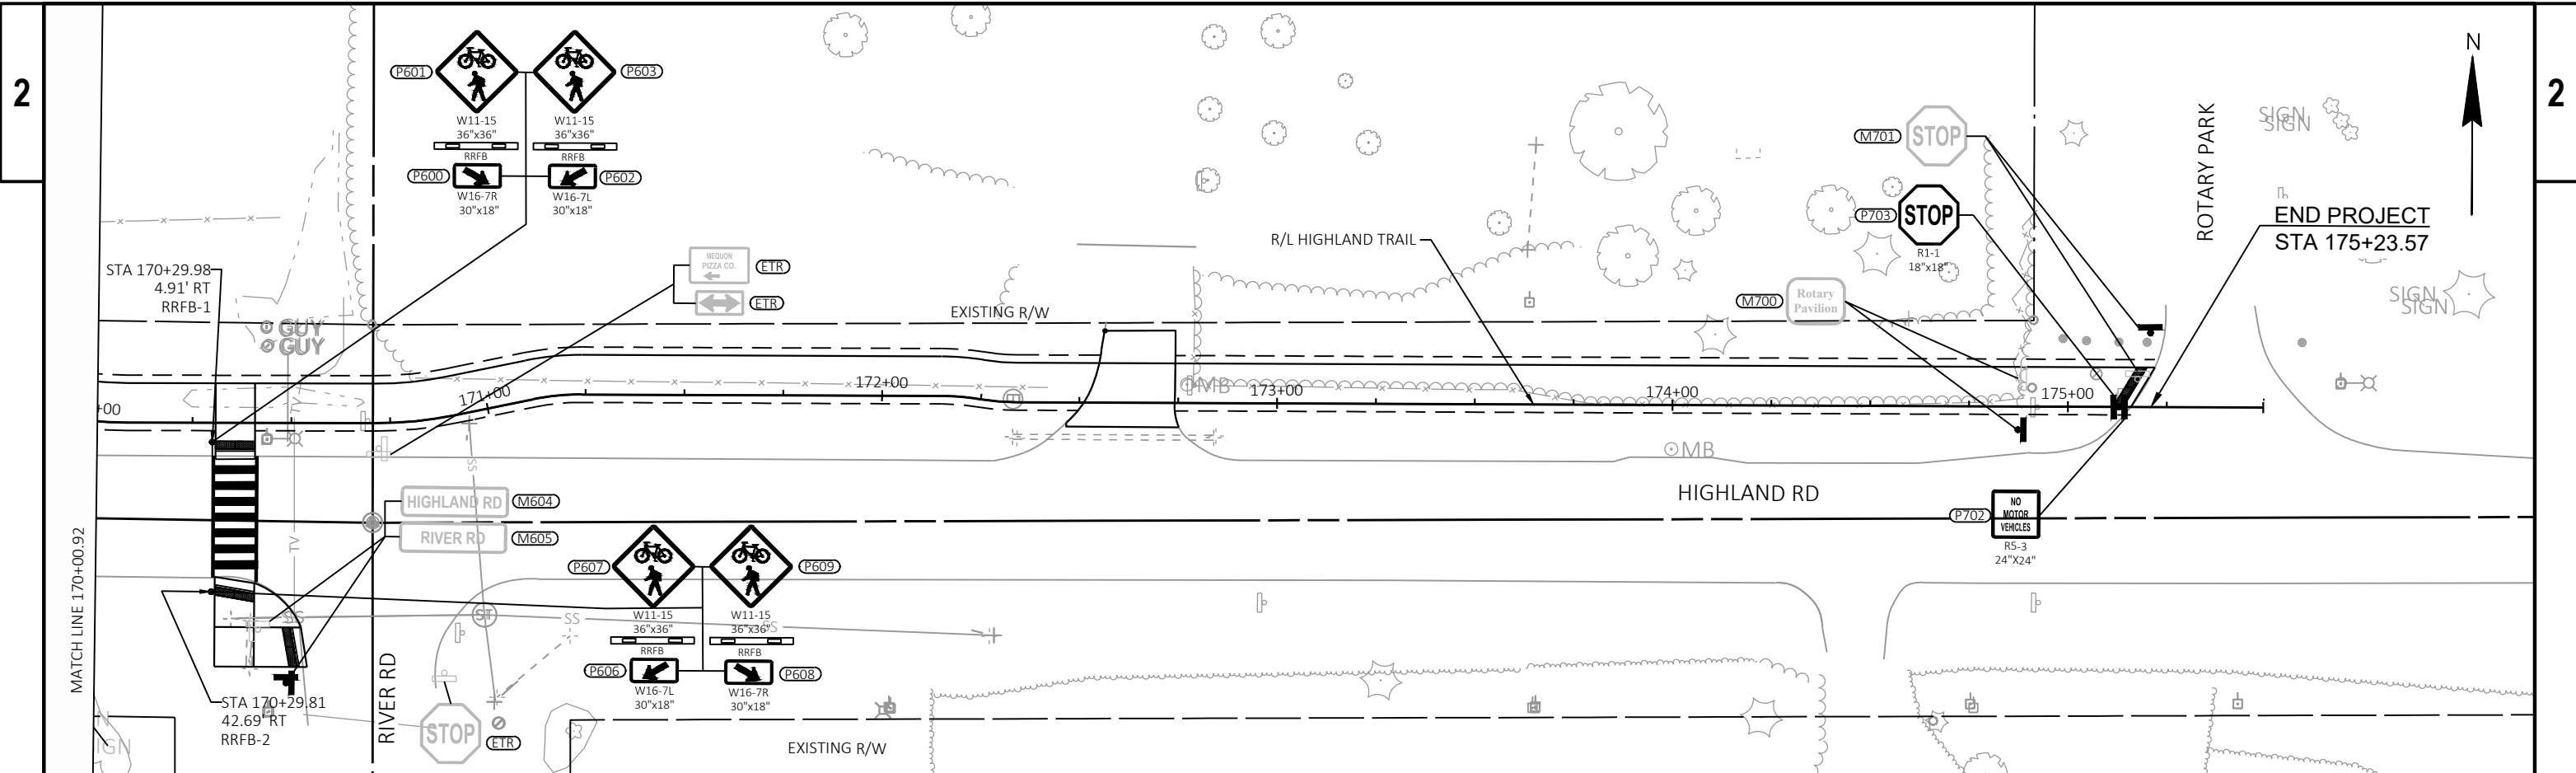 2
2
N
P601
P603
W11-15
36"x36"
W11-15
36"x36"
RRFB
RRFB
P600
P602
W16-7R
30"x18"
W16-7L
30"x18"
M701
STOP
P703
STOP
R1-1
18"x18"
ROTARY PARK
SIGN
SIGN
END PROJECT
STA 175+23.57
R/L HIGHLAND TRAIL
STA 170+29.98
4.91' RT
RRFB-1
MEQUON
PIZZA CO.
ETR
ETR
EXISTING R/W
M700
Rotary
Pavilion
SIGN
SIGN
GUY
GUY
+00
171+00
172+00
173+00
174+00
175+00
MB
MB
TV
SS
HIGHLAND RD
HIGHLAND RD
M604
RIVER RD
M605
P702
NO
MOTOR
VEHICLES
R5-3
24"X24"
MATCH LINE 170+00.92
TV
P607
P609
W11-15
36"x36"
W11-15
36"x36"
SS
RRFB
RRFB
P606
P608
W16-7L
30"x18"
W16-7R
30"x18"
SS
ST
SS
RIVER RD
STA 170+29.81
42.69' RT
RRFB-2
STOP
ETR
EXISTING R/W